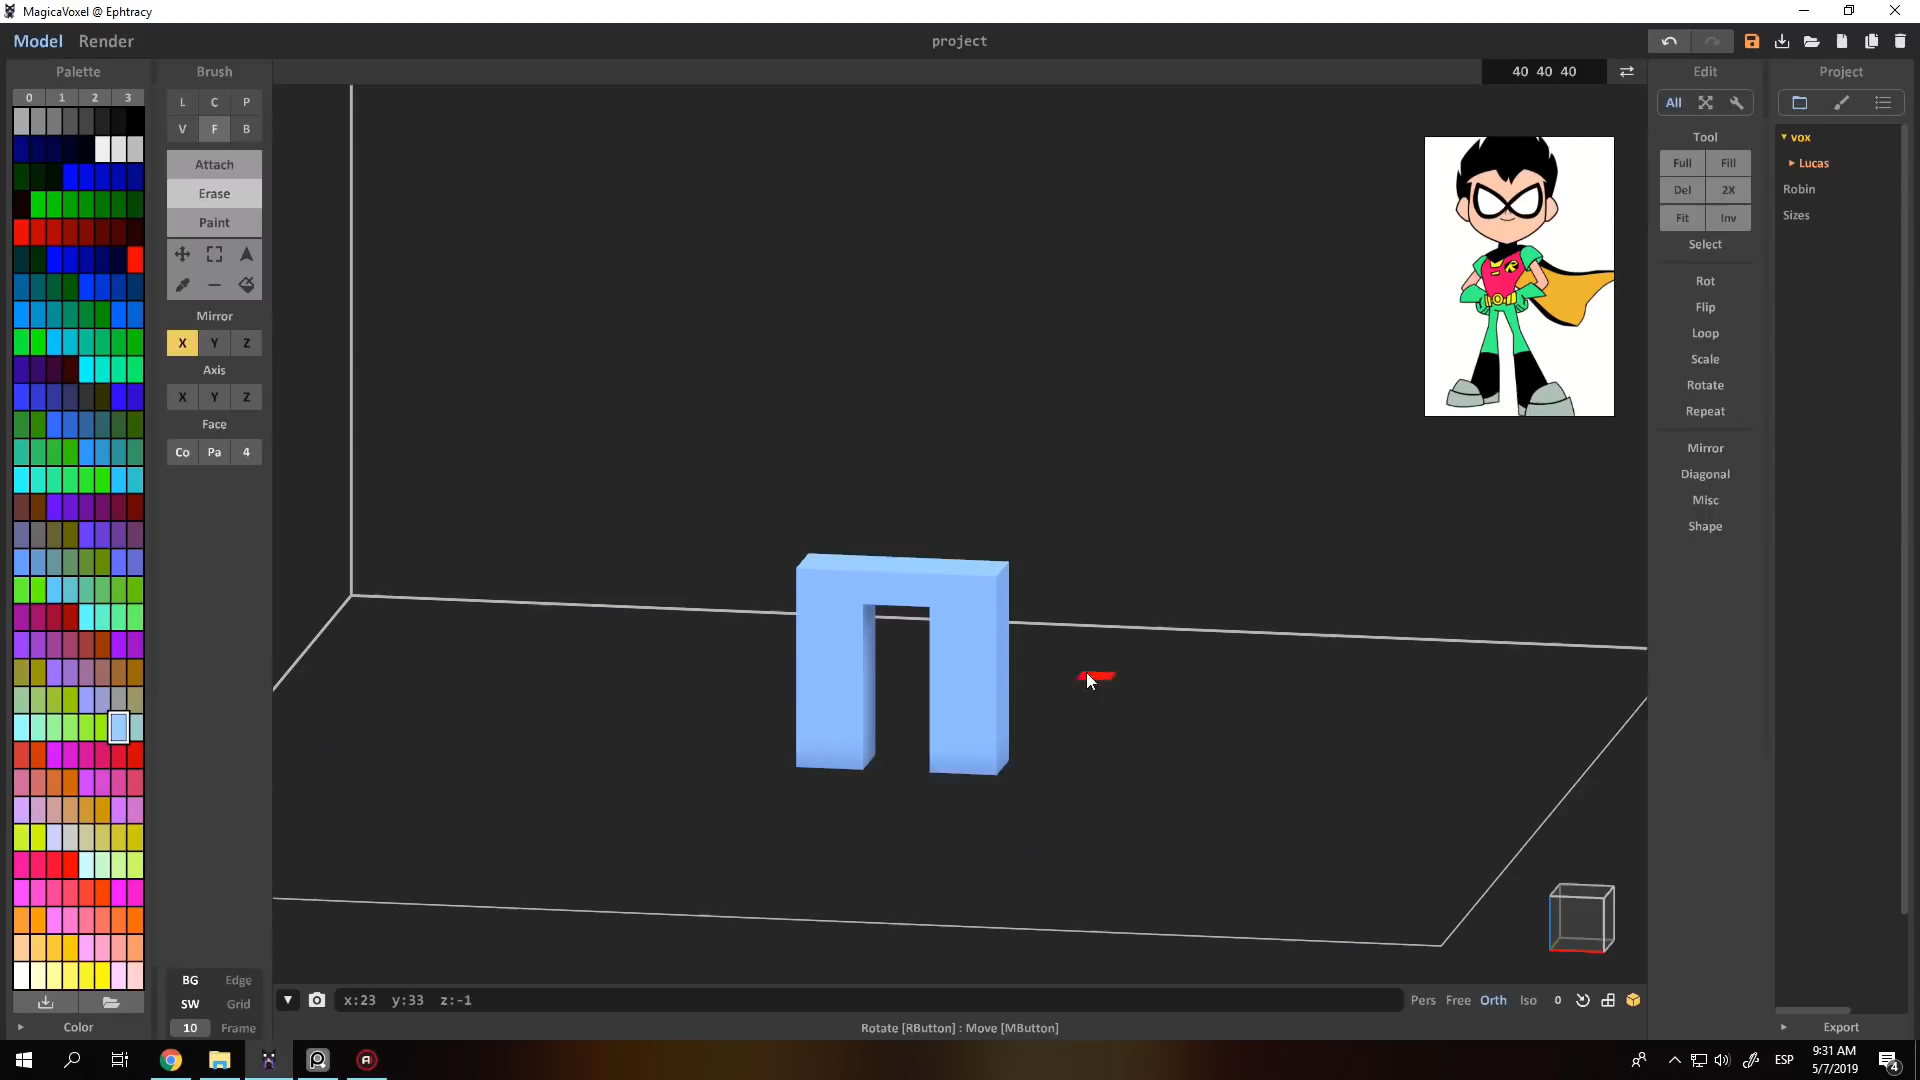 MagicaVoxel @ Ephtracy
Model Render
project
Palette
Brush
40 40 40
Edit
Project
0 1 2 3
L C P
V F B
Attach
Erase
Paint
Mirror
X Y Z
Axis
X Y Z
Face
Co Pa 4
R
All
Tool
Full Fill
Del 2X
Fit Inv
Select
Rot
Flip
Loop
Scale
Rotate
Repeat
Mirror
Diagonal
Misc
Shape
vox
Lucas
Robin
Sizes
BG Edge
SW Grid
10 Frame
Color
x:23 y:33 z:-1
Pers Free Orth Iso 0
Rotate [RButton] : Move [MButton]
Export
ESP
9:31 AM
5/7/2019
4